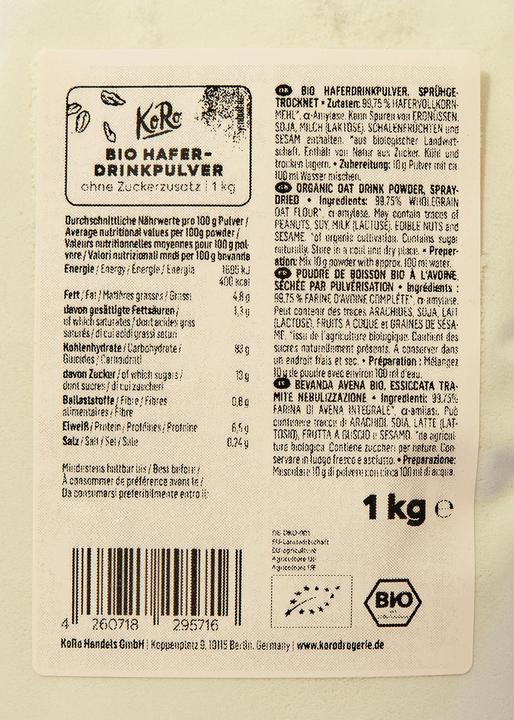 KoRo
BIO HAFER-
DRINKPULVER
ohne Zuckerzusatz | 1 kg
Durchschnittliche Nährwerte pro 100 g Pulver /
Average nutritional values per 100g powder /
Valeurs nutritionnelles moyennes pour 100 g pol-
vere / Valori nutrizionali medi per 100 g bevanda
Energie / Energy / Énergie / Energia 1695 kJ
400 kcal
Fett / Fat / Matières grasses / Grassi 4,8 g
davon gesättigte Fettsäuren / 1,3 g
of which saturates / dont acides gras
saturés / di cui acidi grassi saturi
Kohlenhydrate / Carbohydrate / 83 g
Glucides / Carboidrati
davon Zucker / of which sugars / 13 g
dont sucres / di cui zuccheri
Ballaststoffe / Fibre / Fibres 0,8 g
alimentaires / Fibre
Eiweiß / Protein / Protéines / Proteine 6,5 g
Salz / Salt / Sel / Sale 0,24 g
Mindestens haltbar bis / Best before /
À consommer de préférence avant le /
Da consumarsi preferibilmente entro il:
BIO HAFERDRINKPULVER, SPRÜHGE-
TROCKNET • Zutaten: 99,75 % HAFERVOLLKORN-
MEHL*, α-Amylase. Kann Spuren von ERDNÜSSEN,
SOJA, MILCH (LAKTOSE), SCHALENFRÜCHTEN und
SESAM enthalten. *aus biologischer Landwirt-
schaft. Enthält von Natur aus Zucker. Kühl und
trocken lagern. • Zubereitung: 10 g Pulver mit ca.
100 ml Wasser mischen.
ORGANIC OAT DRINK POWDER, SPRAY-
DRIED • Ingredients: 99.75% WHOLEGRAIN
OAT FLOUR*, α-amylase. May contain traces of
PEANUTS, SOY, MILK (LACTOSE), EDIBLE NUTS and
SESAME. *of organic cultivation. Contains sugar
naturally. Store in a cool and dry place. • Prepar-
ation: Mix 10 g powder with approx. 100 ml water.
POUDRE DE BOISSON BIO À L'AVOINE,
SÉCHÉE PAR PULVÉRISATION • Ingrédients :
99,75 % FARINE D'AVOINE COMPLÈTE*, α-amylase.
Peut contenir des traces ARACHIDES, SOJA, LAIT
(LACTOSE), FRUITS À COQUE et GRAINES DE SÉSA-
ME. *issu de l'agriculture biologique. Contient des
sucres naturellement présents. À conserver dans
un endroit frais et sec. • Préparation : Mélangez
10 g de poudre avec environ 100 ml d'eau.
BEVANDA AVENA BIO, ESSICCATA TRA-
MITE NEBULIZZAZIONE • Ingredienti: 99,75%
FARINA DI AVENA INTEGRALE*, α-amilasi. Può
contenere tracce di ARACHIDI, SOIA, LATTE (LAT-
TOSIO), FRUTTA A GUSCIO e SESAMO. *da agricol-
tura biologica. Contiene zuccheri per natura. Con-
servare in luogo fresco e asciutto. • Preparazione:
Mescolare 10 g di polvere con circa 100 ml di acqua.
1 kg ℮
DE-ÖKO-001
EU-Landwirtschaft
EU-agriculture
Agriculture UE
Agricoltura UE
BIO
4 260718 295716
KoRo Handels GmbH | Koppenplatz 9, 10115 Berlin, Germany | www.korodrogerie.de